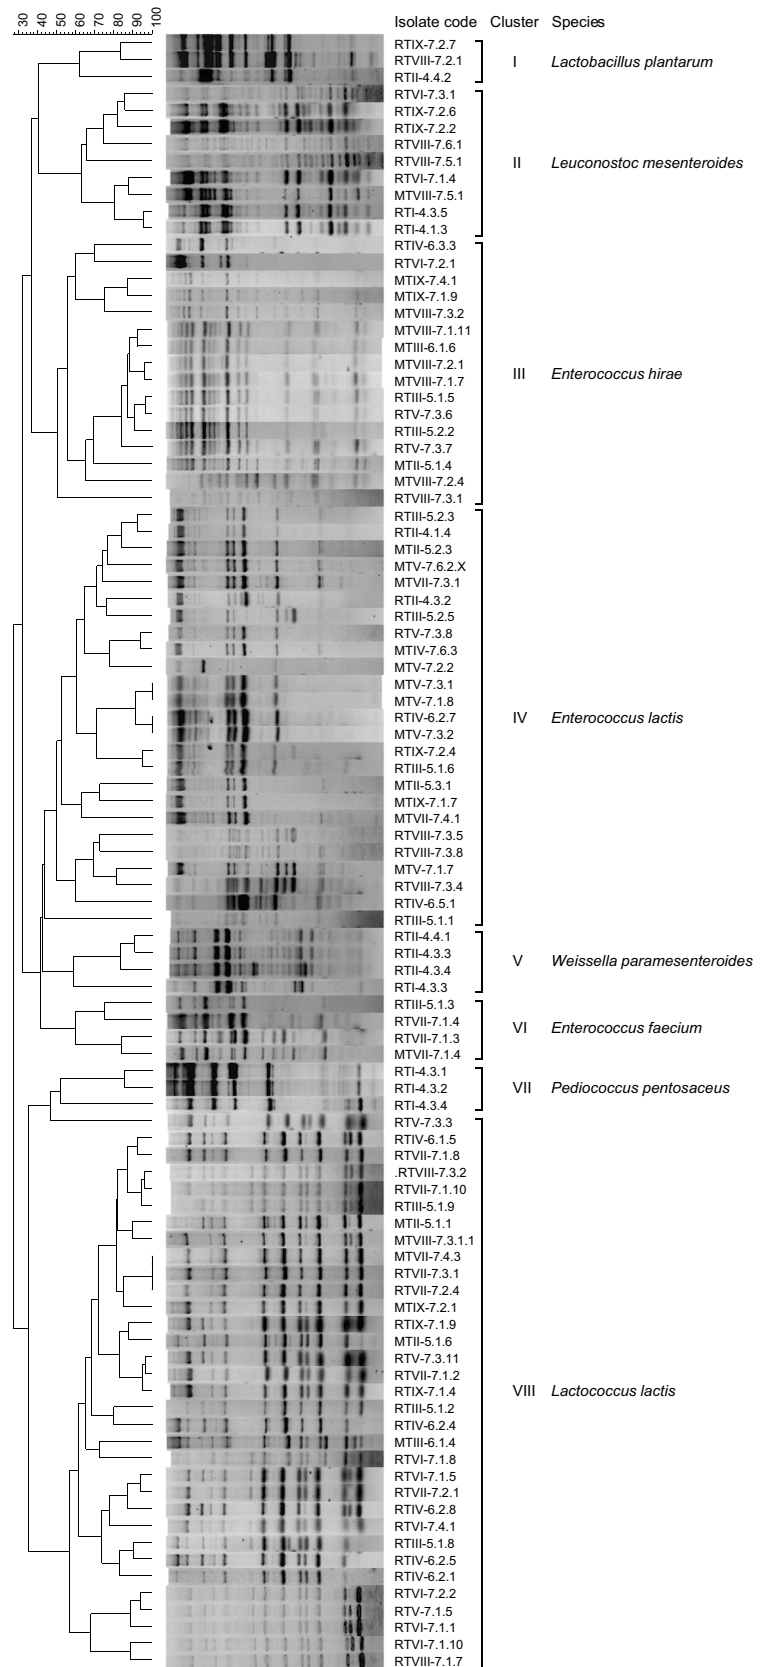 30 40 50 60 70 80 90 100
Isolate code Cluster Species
RTIX-7.2.7
RTVIII-7.2.1
I Lactobacillus plantarum
RTII-4.4.2
RTVI-7.3.1
RTIX-7.2.6
RTIX-7.2.2
RTVIII-7.6.1
RTVIII-7.5.1
II Leuconostoc mesenteroides
RTVI-7.1.4
MTVIII-7.5.1
RTI-4.3.5
RTI-4.1.3
RTIV-6.3.3
RTVI-7.2.1
MTIX-7.4.1
MTIX-7.1.9
MTVIII-7.3.2
MTVIII-7.1.11
MTIII-6.1.6
MTVIII-7.2.1
III Enterococcus hirae
MTVIII-7.1.7
RTIII-5.1.5
RTV-7.3.6
RTIII-5.2.2
RTV-7.3.7
MTII-5.1.4
MTVIII-7.2.4
RTVIII-7.3.1
RTIII-5.2.3
RTII-4.1.4
MTII-5.2.3
MTV-7.6.2.X
MTVII-7.3.1
RTII-4.3.2
RTIII-5.2.5
RTV-7.3.8
MTIV-7.6.3
MTV-7.2.2
MTV-7.3.1
MTV-7.1.8
RTIV-6.2.7
IV Enterococcus lactis
MTV-7.3.2
RTIX-7.2.4
RTIII-5.1.6
MTII-5.3.1
MTIX-7.1.7
MTVII-7.4.1
RTVIII-7.3.5
RTVIII-7.3.8
MTV-7.1.7
RTVIII-7.3.4
RTIV-6.5.1
RTIII-5.1.1
RTII-4.4.1
RTII-4.3.3
V Weissella paramesenteroides
RTII-4.3.4
RTI-4.3.3
RTIII-5.1.3
RTVII-7.1.4
VI Enterococcus faecium
RTVII-7.1.3
MTVII-7.1.4
RTI-4.3.1
RTI-4.3.2
VII Pediococcus pentosaceus
RTI-4.3.4
RTV-7.3.3
RTIV-6.1.5
RTVII-7.1.8
.RTVIII-7.3.2
RTVII-7.1.10
RTIII-5.1.9
MTII-5.1.1
MTVIII-7.3.1.1
MTVII-7.4.3
RTVII-7.3.1
RTVII-7.2.4
MTIX-7.2.1
RTIX-7.1.9
MTII-5.1.6
RTV-7.3.11
RTVII-7.1.2
RTIX-7.1.4
VIII Lactococcus lactis
RTIII-5.1.2
RTIV-6.2.4
MTIII-6.1.4
RTVI-7.1.8
RTVI-7.1.5
RTVII-7.2.1
RTIV-6.2.8
RTVI-7.4.1
RTIII-5.1.8
RTIV-6.2.5
RTIV-6.2.1
RTVI-7.2.2
RTV-7.1.5
RTVI-7.1.1
RTVI-7.1.10
RTVIII-7.1.7